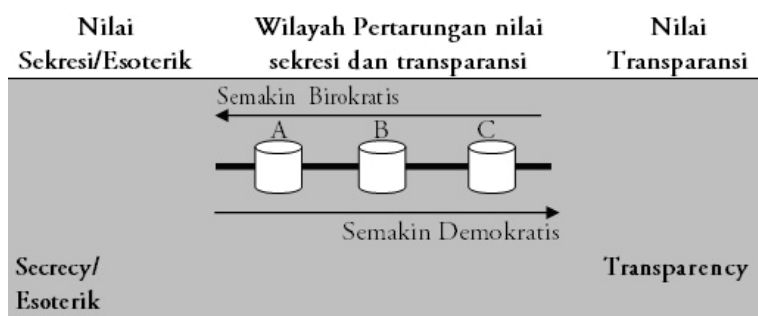 Nilai
Sekresi/Esoterik
Wilayah Pertarungan nilai
sekresi dan transparansi
Nilai
Transparansi
Semakin Birokratis
A B C
Semakin Demokratis
Secrecy/
Esoterik
Transparency